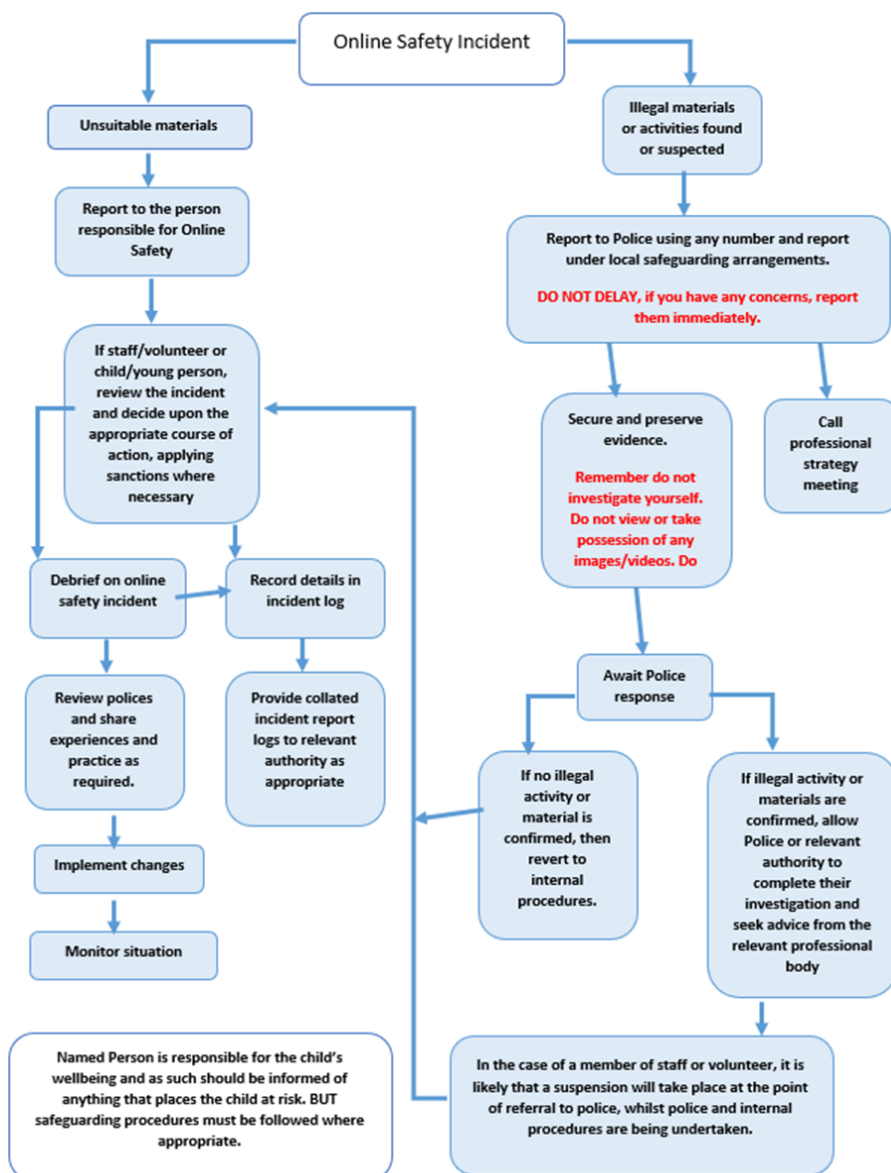 Online Safety Incident
Unsuitable materials
Report to the person
responsible for Online
Safety
If staff/volunteer or
child/young person,
review the incident
and decide upon the
appropriate course of
action, applying
sanctions where
necessary
Debrief on online
safety incident
Record details in
incident log
Review polices
and share
experiences and
practice as
required.
Provide collated
incident report
logs to relevant
authority as
appropriate
Implement changes
Monitor situation
Illegal materials
or activities found
or suspected
Report to Police using any number and report
under local safeguarding arrangements.
DO NOT DELAY, if you have any concerns, report
them immediately.
Secure and preserve
evidence.
Remember do not
investigate yourself.
Do not view or take
possession of any
images/videos. Do
Call
professional
strategy
meeting
Await Police
response
If no illegal
activity or
material is
confirmed, then
revert to
internal
procedures.
If illegal activity or
materials are
confirmed, allow
Police or relevant
authority to
complete their
investigation and
seek advice from the
relevant professional
body
In the case of a member of staff or volunteer, it is
likely that a suspension will take place at the point
of referral to police, whilst police and internal
procedures are being undertaken.
Named Person is responsible for the child’s
wellbeing and as such should be informed of
anything that places the child at risk. BUT
safeguarding procedures must be followed where
appropriate.